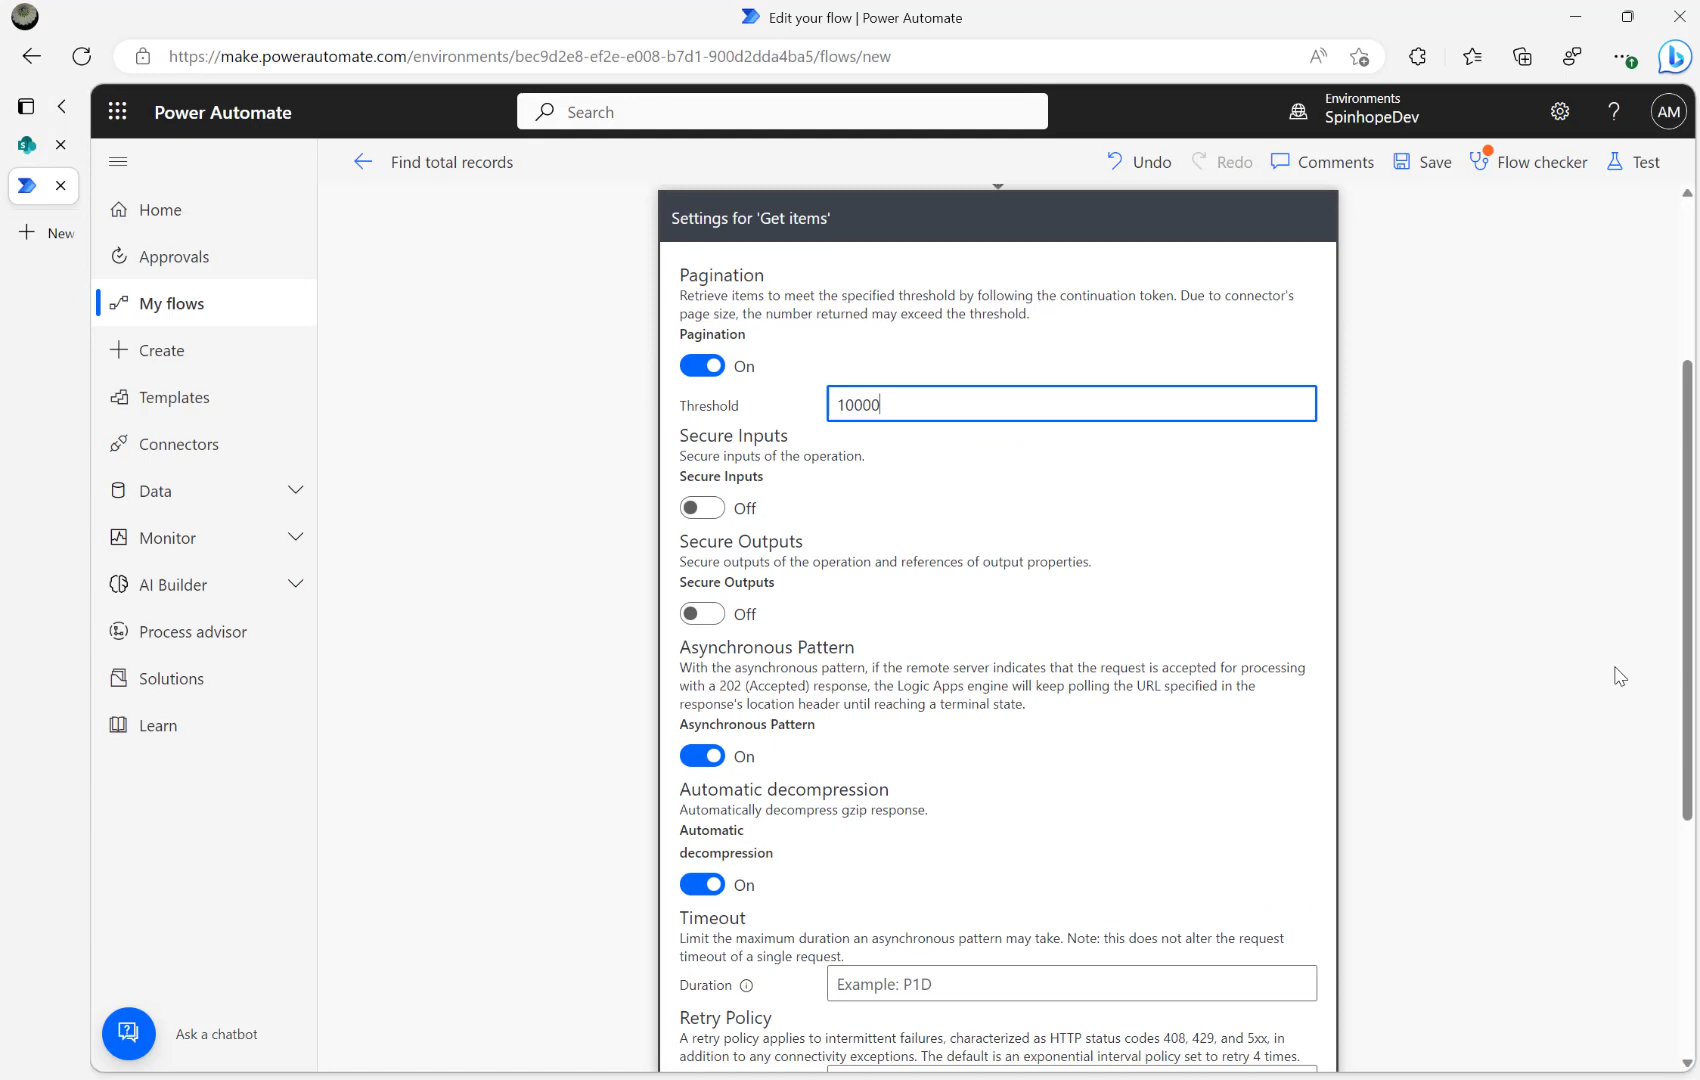 Edit your flow | Power Automate
https://make.powerautomate.com/environments/bec9d2e8-ef2e-e008-b7d1-900d2dda4ba5/flows/new
Power Automate
Search
Environments
SpinhopeDev
AM
Find total records
Undo
Redo
Comments
Save
Flow checker
Test
New
Home
Approvals
My flows
Create
Templates
Connectors
Data
Monitor
AI Builder
Process advisor
Solutions
Learn
Ask a chatbot
Settings for 'Get items'
Pagination
Retrieve items to meet the specified threshold by following the continuation token. Due to connector's
page size, the number returned may exceed the threshold.
Pagination
On
Threshold
10000
Secure Inputs
Secure inputs of the operation.
Secure Inputs
Off
Secure Outputs
Secure outputs of the operation and references of output properties.
Secure Outputs
Off
Asynchronous Pattern
With the asynchronous pattern, if the remote server indicates that the request is accepted for processing
with a 202 (Accepted) response, the Logic Apps engine will keep polling the URL specified in the
response's location header until reaching a terminal state.
Asynchronous Pattern
On
Automatic decompression
Automatically decompress gzip response.
Automatic
decompression
On
Timeout
Limit the maximum duration an asynchronous pattern may take. Note: this does not alter the request
timeout of a single request.
Duration
Example: P1D
Retry Policy
A retry policy applies to intermittent failures, characterized as HTTP status codes 408, 429, and 5xx, in
addition to any connectivity exceptions. The default is an exponential interval policy set to retry 4 times.